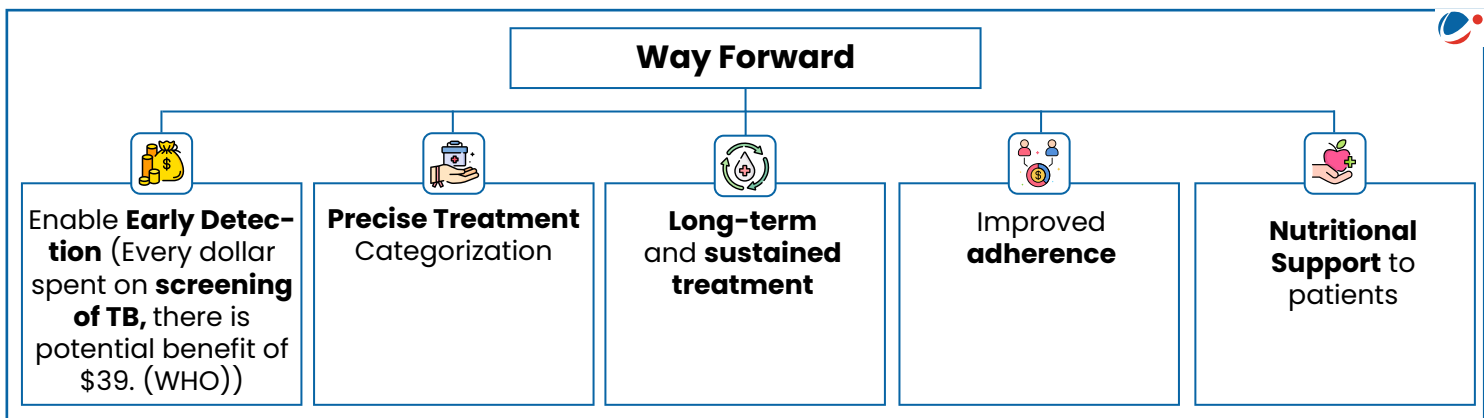 Way Forward
Enable Early Detec-
tion (Every dollar
spent on screening
of TB, there is
potential benefit of
$39. (WHO))
Precise Treatment
Categorization
Long-term
and sustained
treatment
Improved
adherence
Nutritional
Support to
patients